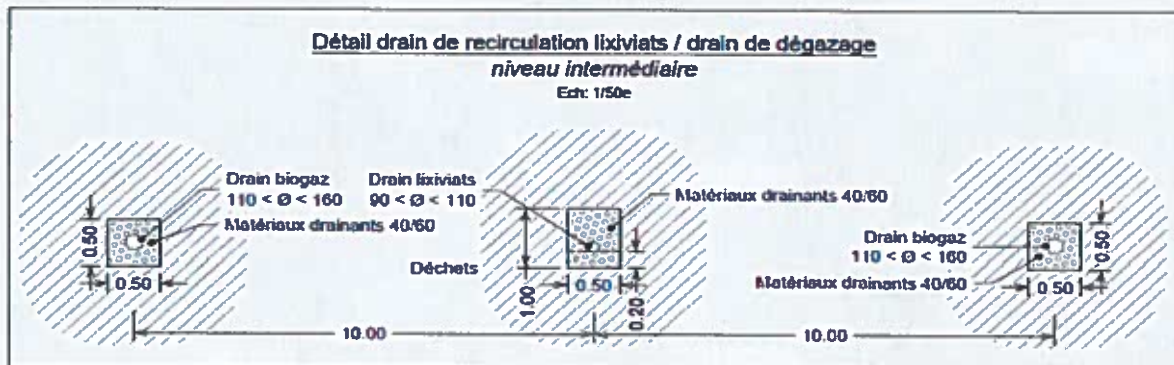 Détail drain de recirculation lixiviats / drain de dégazage
niveau intermédiaire
Ech: 1/50e
Drain biogaz
110 < Ø < 160
Matériaux drainants 40/60
0.50
0.50
Drain lixiviats
90 < Ø < 110
Matériaux drainants 40/60
Déchets
1.00
0.50
0.20
Drain biogaz
110 < Ø < 160
Matériaux drainants 40/60
0.50
0.50
10.00
10.00